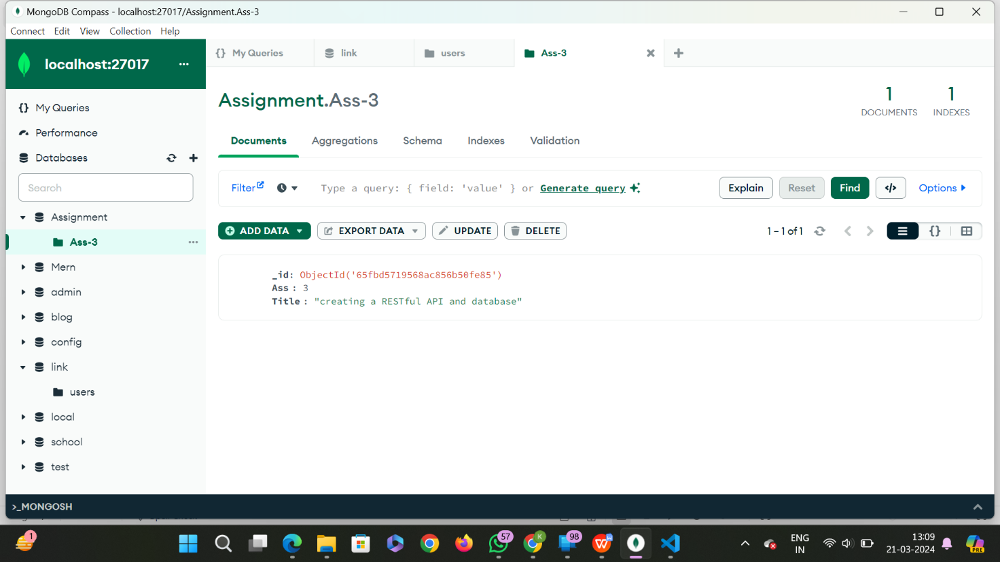 MongoDB Compass - localhost:27017/Assignment.Ass-3
Connect Edit View Collection Help
localhost:27017 ...
My Queries
Performance
Databases
Search
Assignment
Ass-3
Mern
admin
blog
config
link
users
local
school
test
{} My Queries link users Ass-3
Assignment.Ass-3
1 DOCUMENTS
1 INDEXES
Documents Aggregations Schema Indexes Validation
Filter Type a query: { field: 'value' } or Generate query Explain Reset Find </> Options
ADD DATA EXPORT DATA UPDATE DELETE 1 – 1 of 1 {}
_id: ObjectId('65fbd5719568ac856b50fe85')
Ass : 3
Title : "creating a RESTful API and database"
>_MONGOSH
1 57 K 98 W PRE
ENG
IN
13:09
21-03-2024